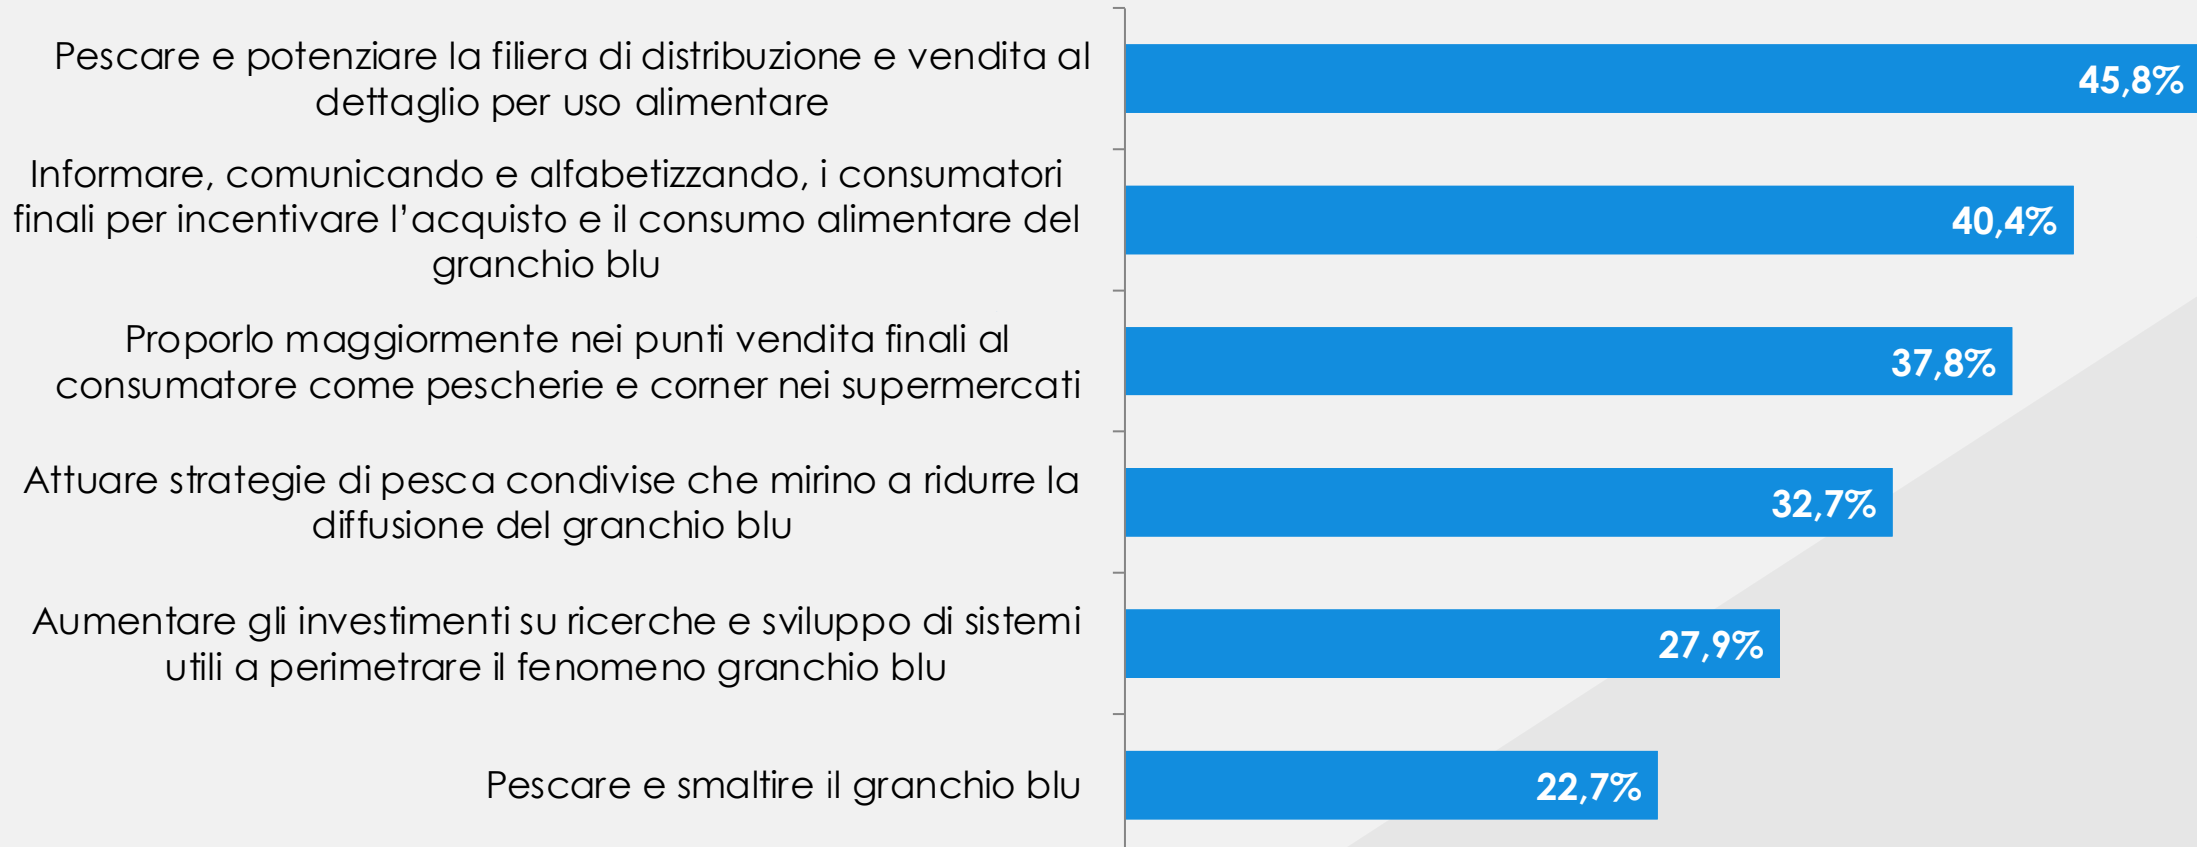 Pescare e potenziare la filiera di distribuzione e vendita al
dettaglio per uso alimentare
45,8%
Informare, comunicando e alfabetizzando, i consumatori
finali per incentivare l’acquisto e il consumo alimentare del
granchio blu
40,4%
Proporlo maggiormente nei punti vendita finali al
consumatore come pescherie e corner nei supermercati
37,8%
Attuare strategie di pesca condivise che mirino a ridurre la
diffusione del granchio blu
32,7%
Aumentare gli investimenti su ricerche e sviluppo di sistemi
utili a perimetrare il fenomeno granchio blu
27,9%
Pescare e smaltire il granchio blu
22,7%